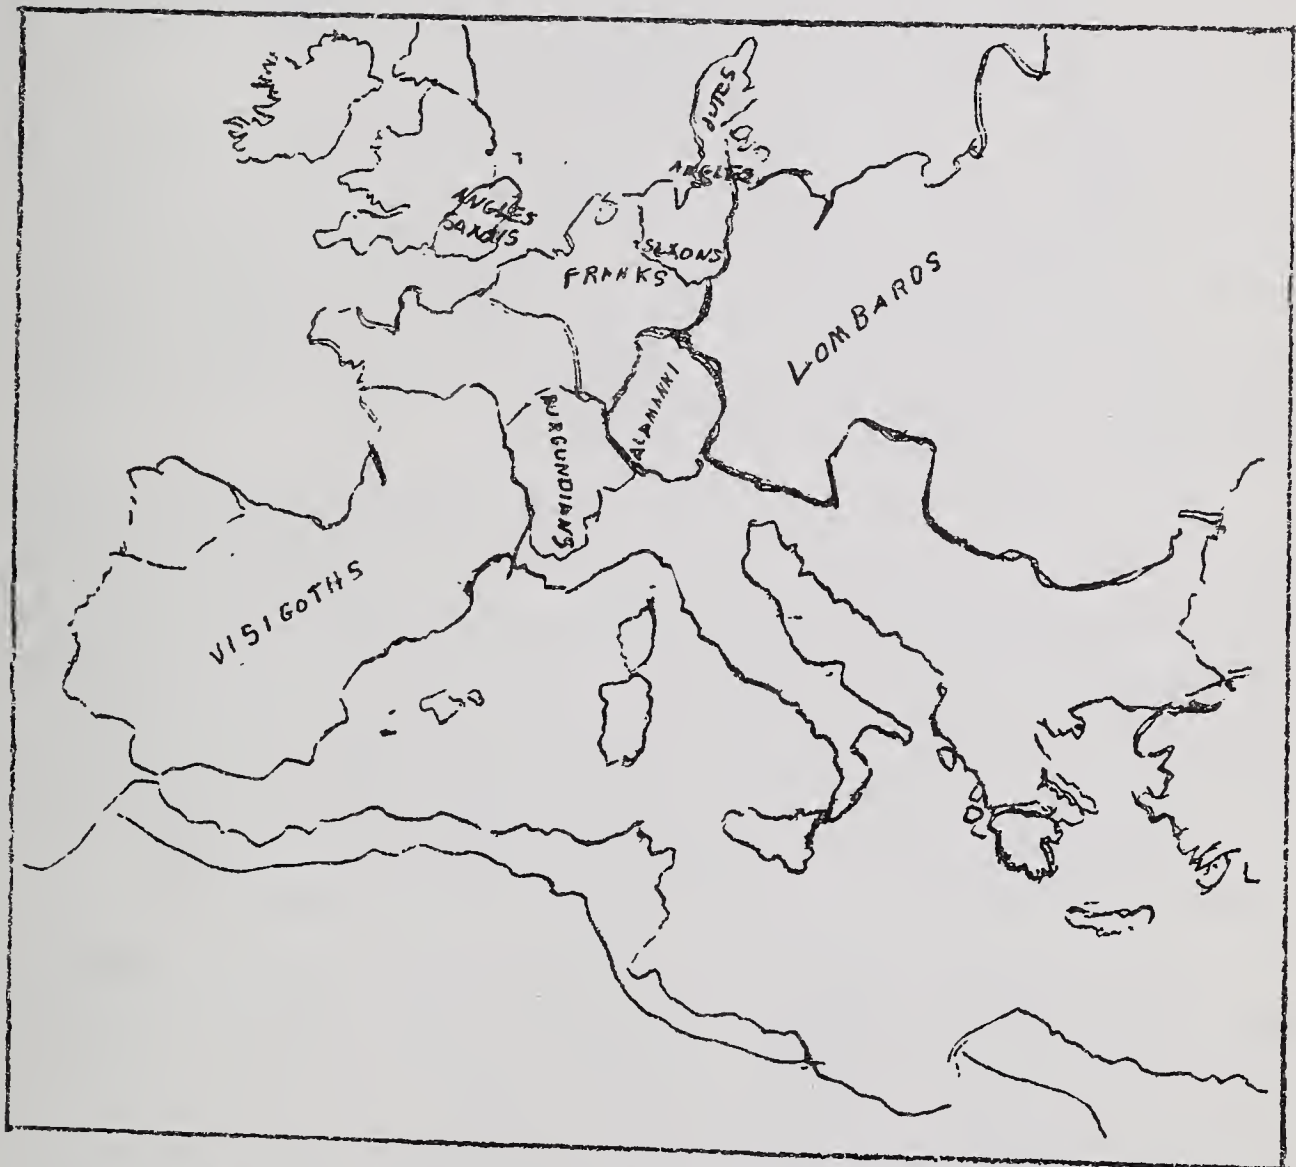 JUTES
ANGLES
ANGLES
SAXONS
SAXONS
FRANKS
LOMBARDS
ALAMANNI
BURGUNDIANS
VISIGOTHS
L